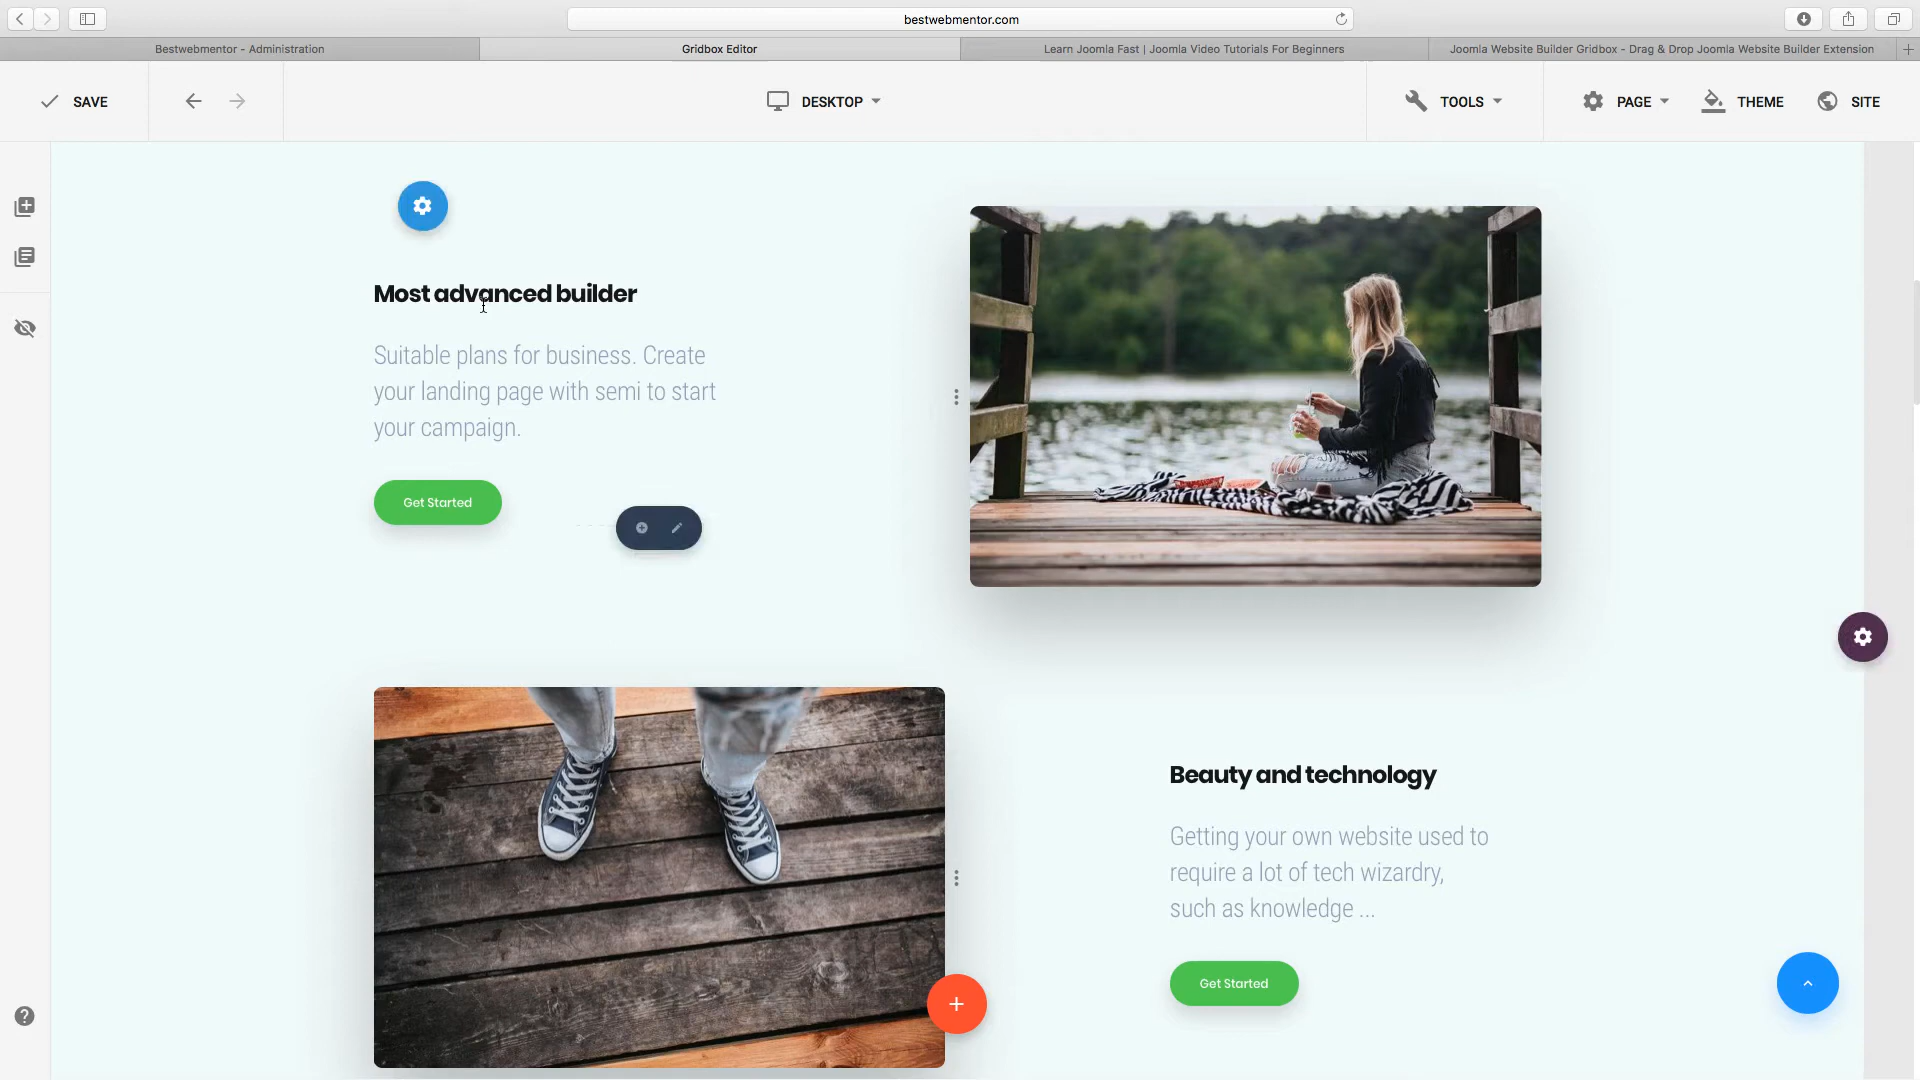 bestwebmentor.com
Bestwebmentor - Administration
Gridbox Editor
Learn Joomla Fast | Joomla Video Tutorials For Beginners
Joomla Website Builder Gridbox - Drag & Drop Joomla Website Builder Extension
SAVE
DESKTOP
TOOLS
PAGE
THEME
SITE
Most advanced builder
Suitable plans for business. Create
your landing page with semi to start
your campaign.
Get Started
Beauty and technology
Getting your own website used to
require a lot of tech wizardry,
such as knowledge ...
Get Started